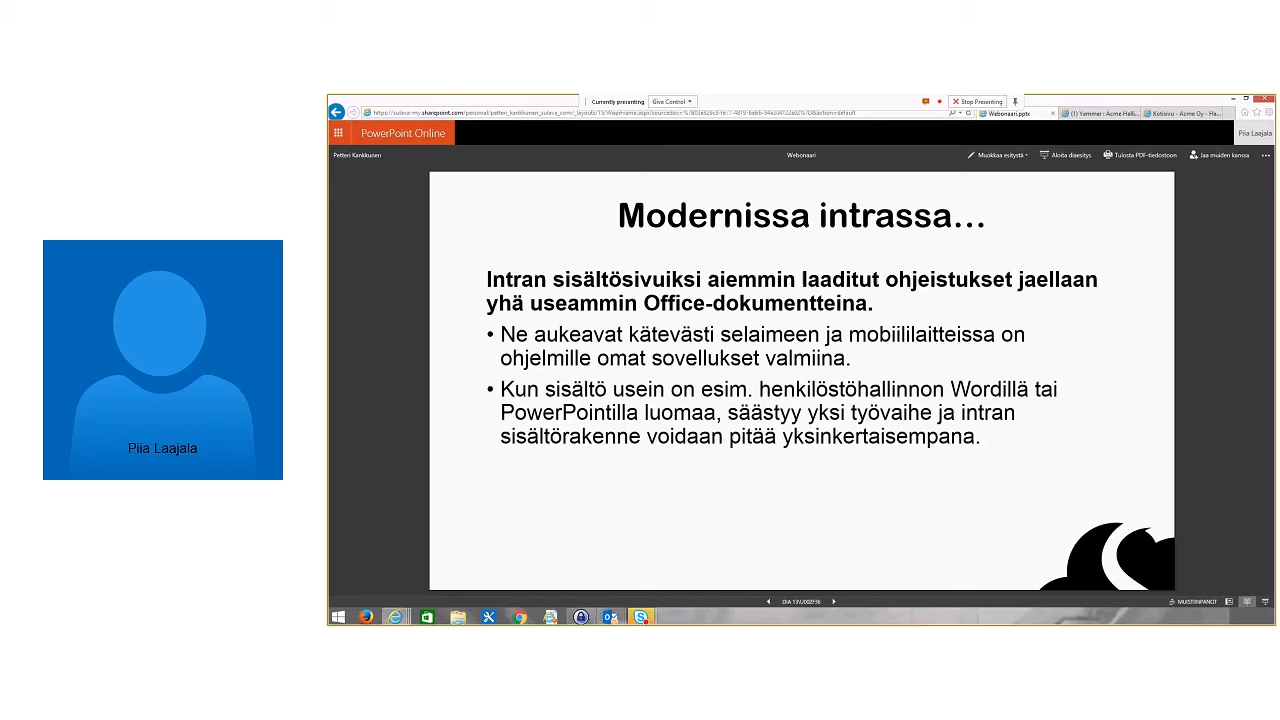 Currently presenting
Give Control
Stop Presenting
Webonaari.pptx
(!) Yammer : Acme Halli...
Kotisivu - Acme Oy - Ha...
PowerPoint Online
Piia Laajala
Petteri Kankkunen
Webonaari
Muokkaa esitystä
Aloita diaesitys
Tulosta PDF-tiedostoon
Jaa muiden kanssa
Modernissa intrassa…
Intran sisältösivuiksi aiemmin laaditut ohjeistukset jaellaan
yhä useammin Office-dokumentteina.
• Ne aukeavat kätevästi selaimeen ja mobiililaitteissa on
ohjelmille omat sovellukset valmiina.
• Kun sisältö usein on esim. henkilöstöhallinnon Wordillä tai
PowerPointilla luomaa, säästyy yksi työvaihe ja intran
sisältörakenne voidaan pitää yksinkertaisempana.
Piia Laajala
DIA 13\U002F36
MUISTIINPANOT